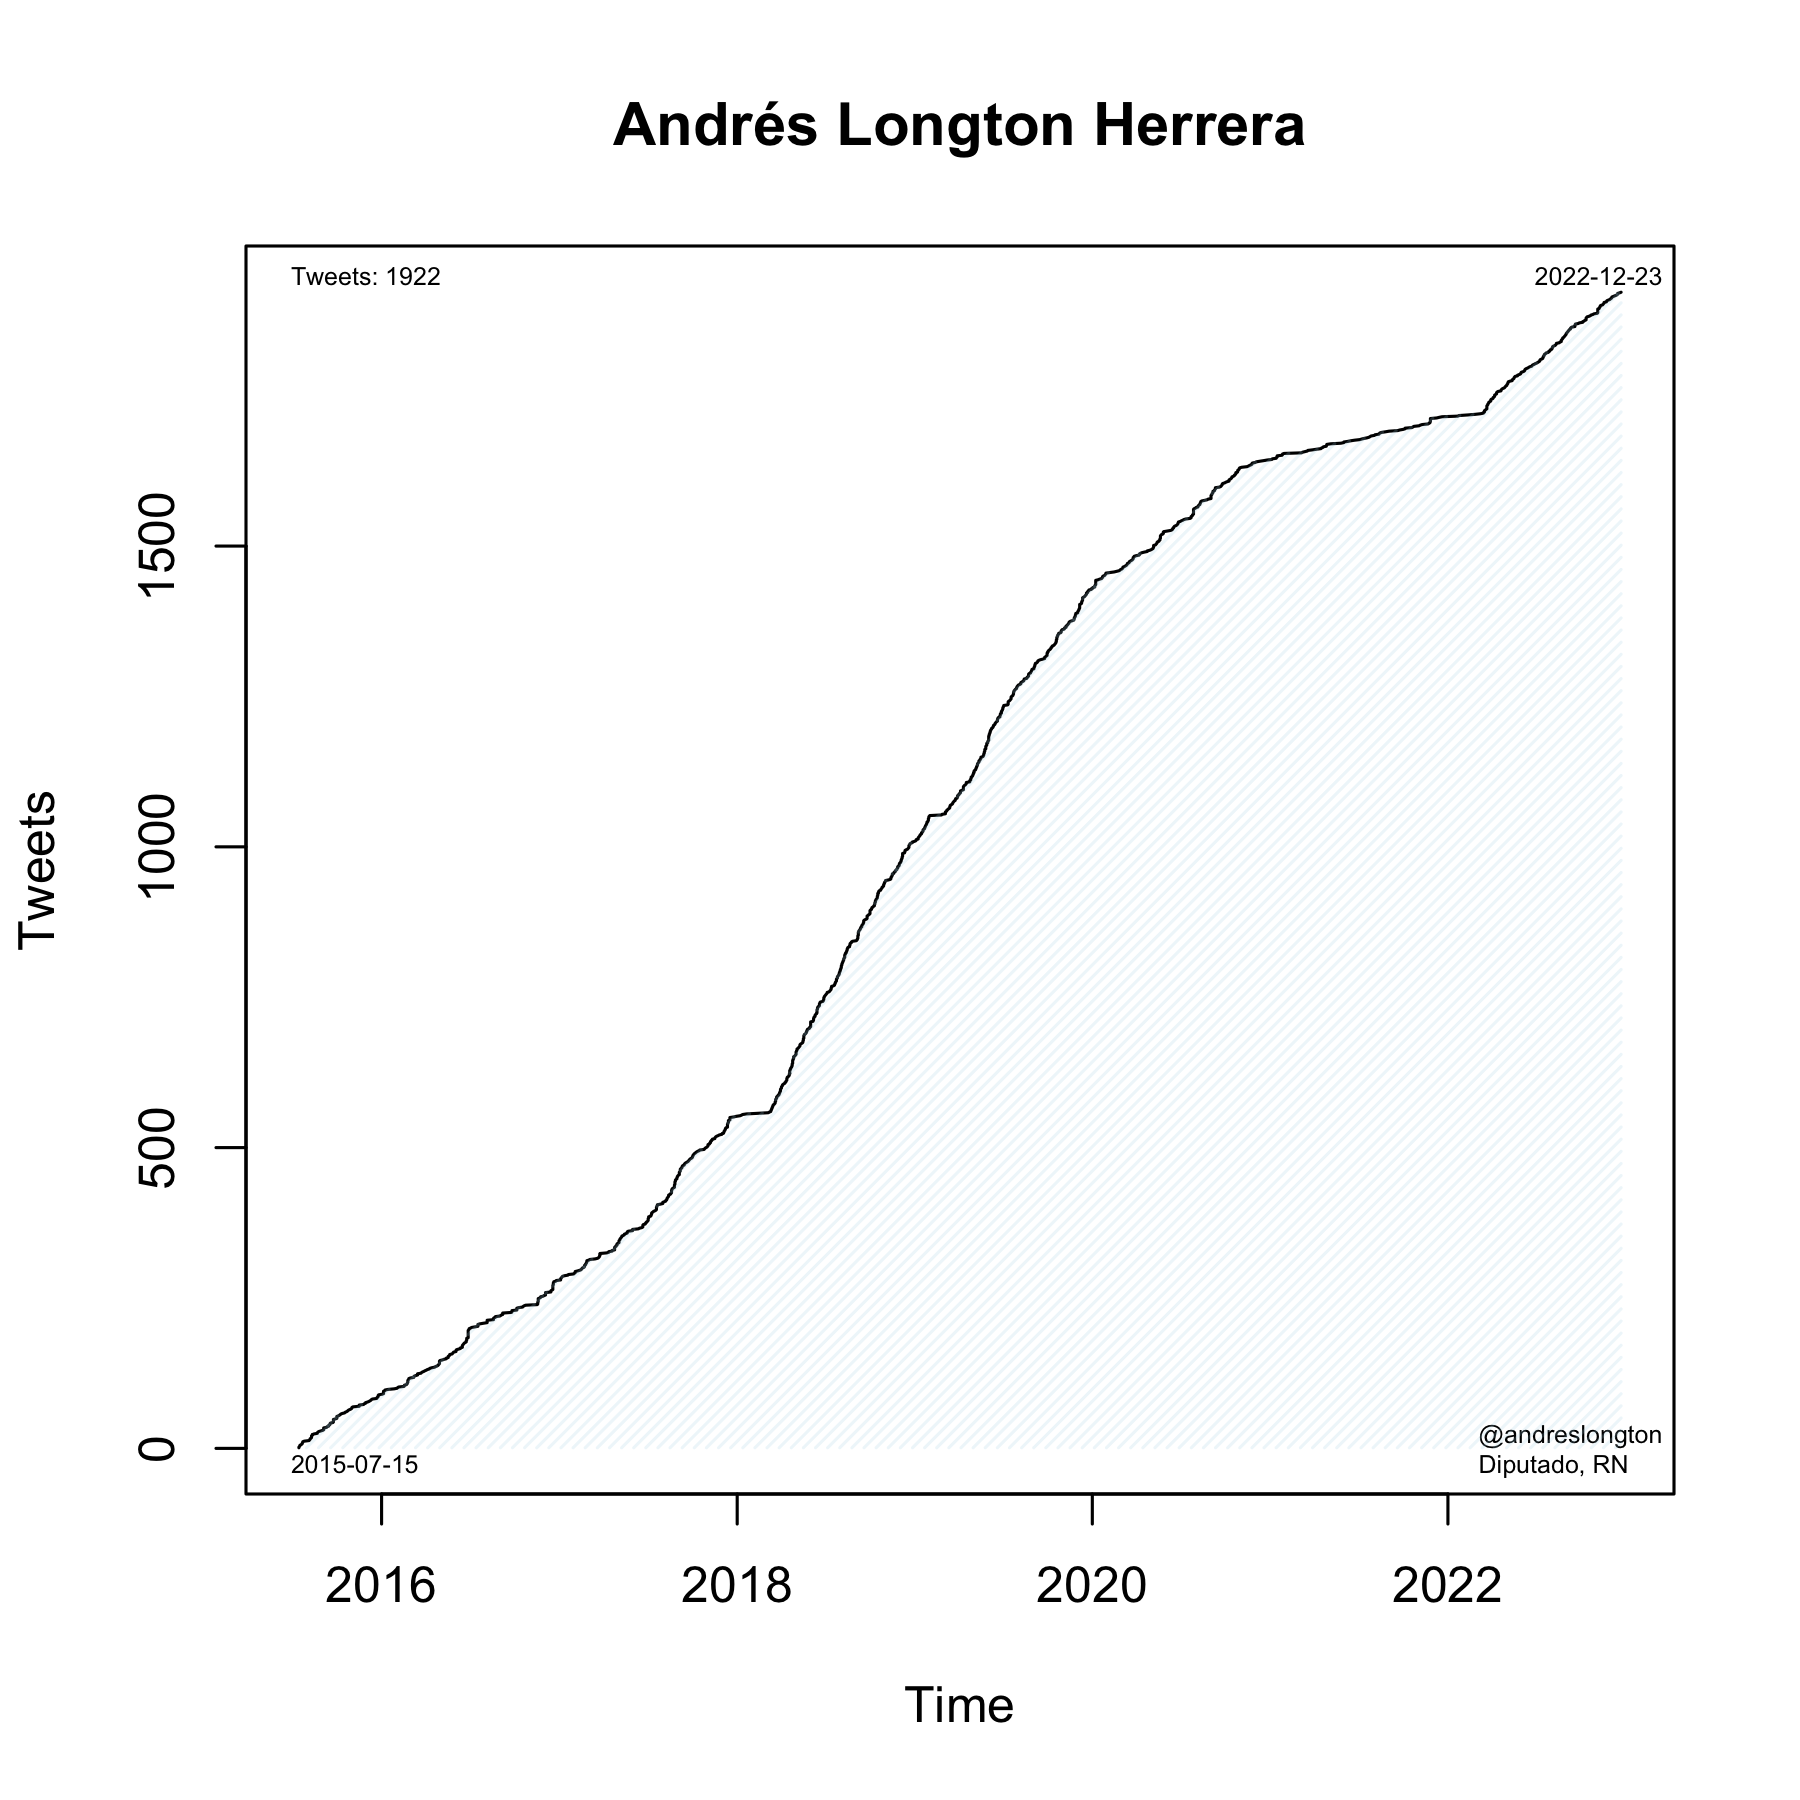 Andrés Longton Herrera
Tweets: 1922
2022-12-23
1500
1000
500
0
Tweets
@andreslongton
Diputado, RN
2015-07-15
2016
2018
2020
2022
Time